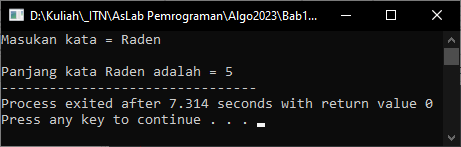 D:\Kuliah\_ITN\AsLab Pemrograman\Algo2023\Bab1...
Masukan kata = Raden
Panjang kata Raden adalah = 5
--------------------------------
Process exited after 7.314 seconds with return value 0
Press any key to continue . . .